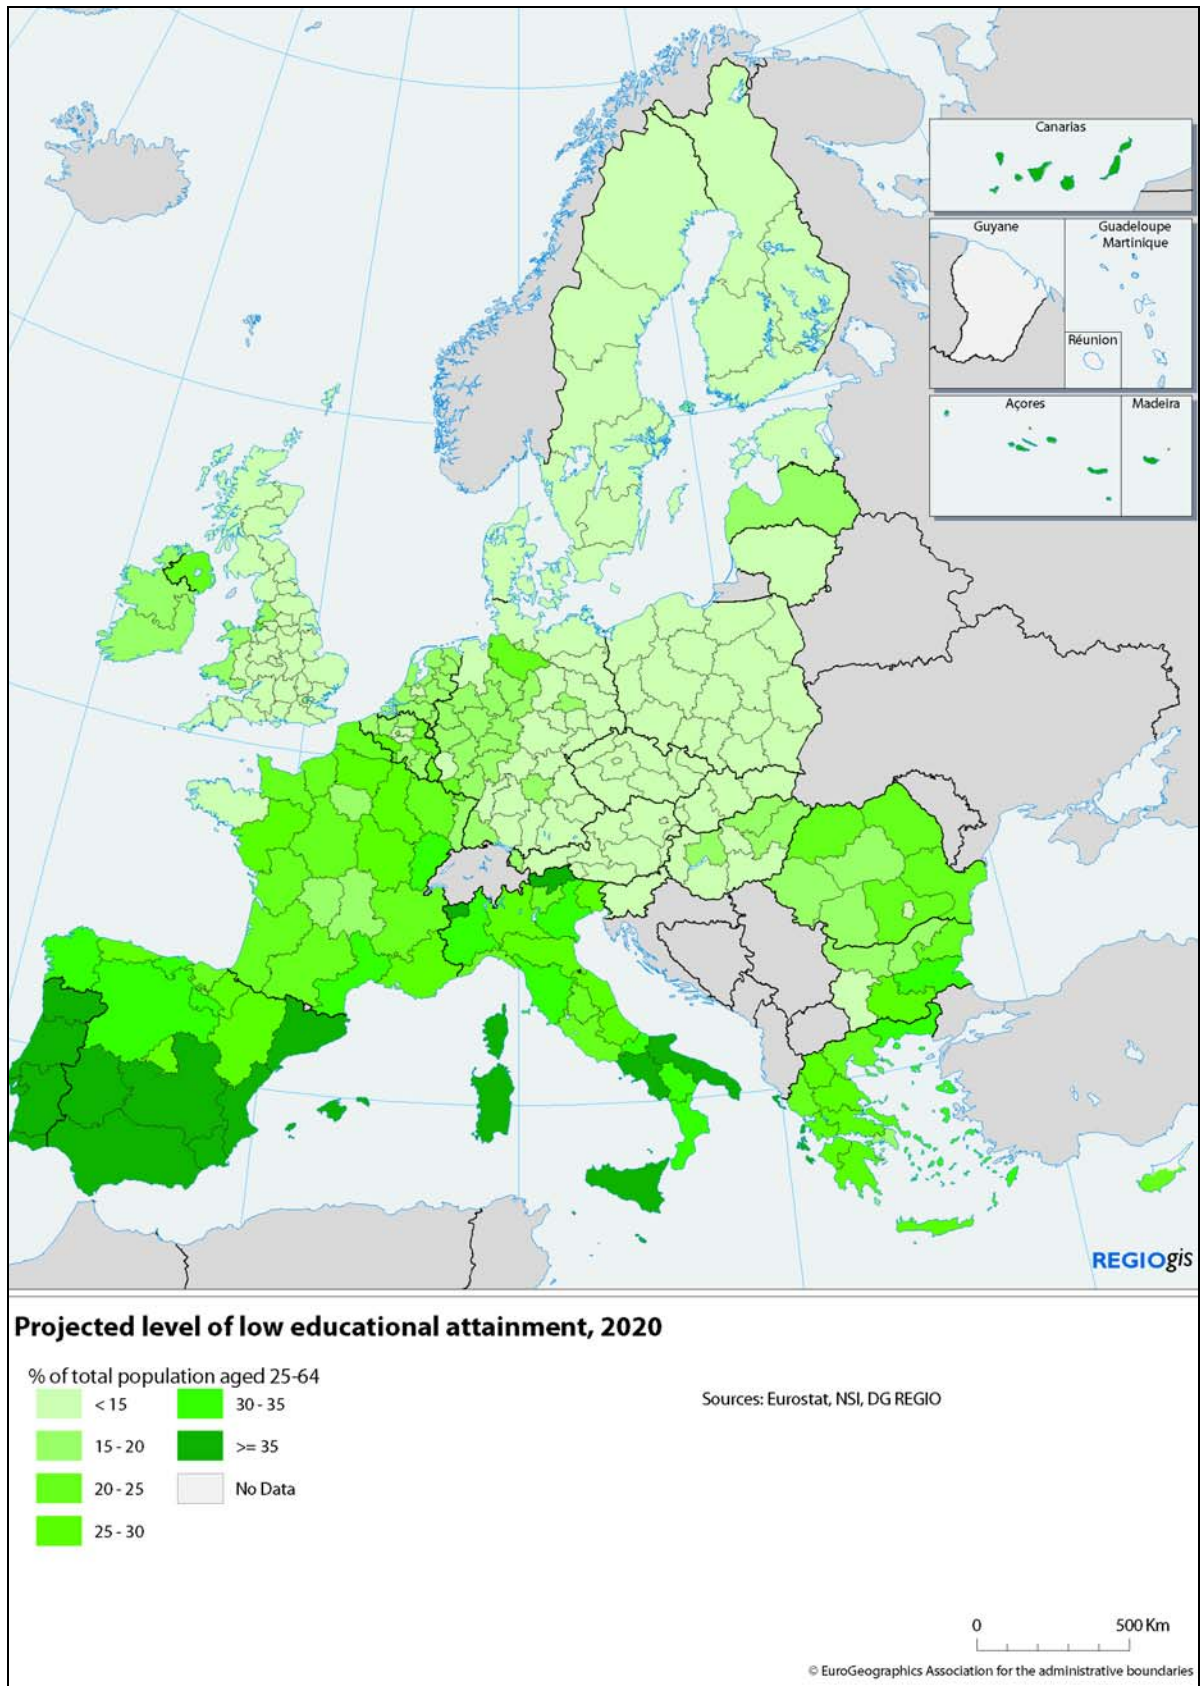 Canarias
Guyane
Guadeloupe
Martinique
Réunion
Açores
Madeira
REGIOgis
Projected level of low educational attainment, 2020
% of total population aged 25-64
< 15
15 - 20
20 - 25
25 - 30
30 - 35
>= 35
No Data
Sources: Eurostat, NSI, DG REGIO
0 500 Km
© EuroGeographics Association for the administrative boundaries